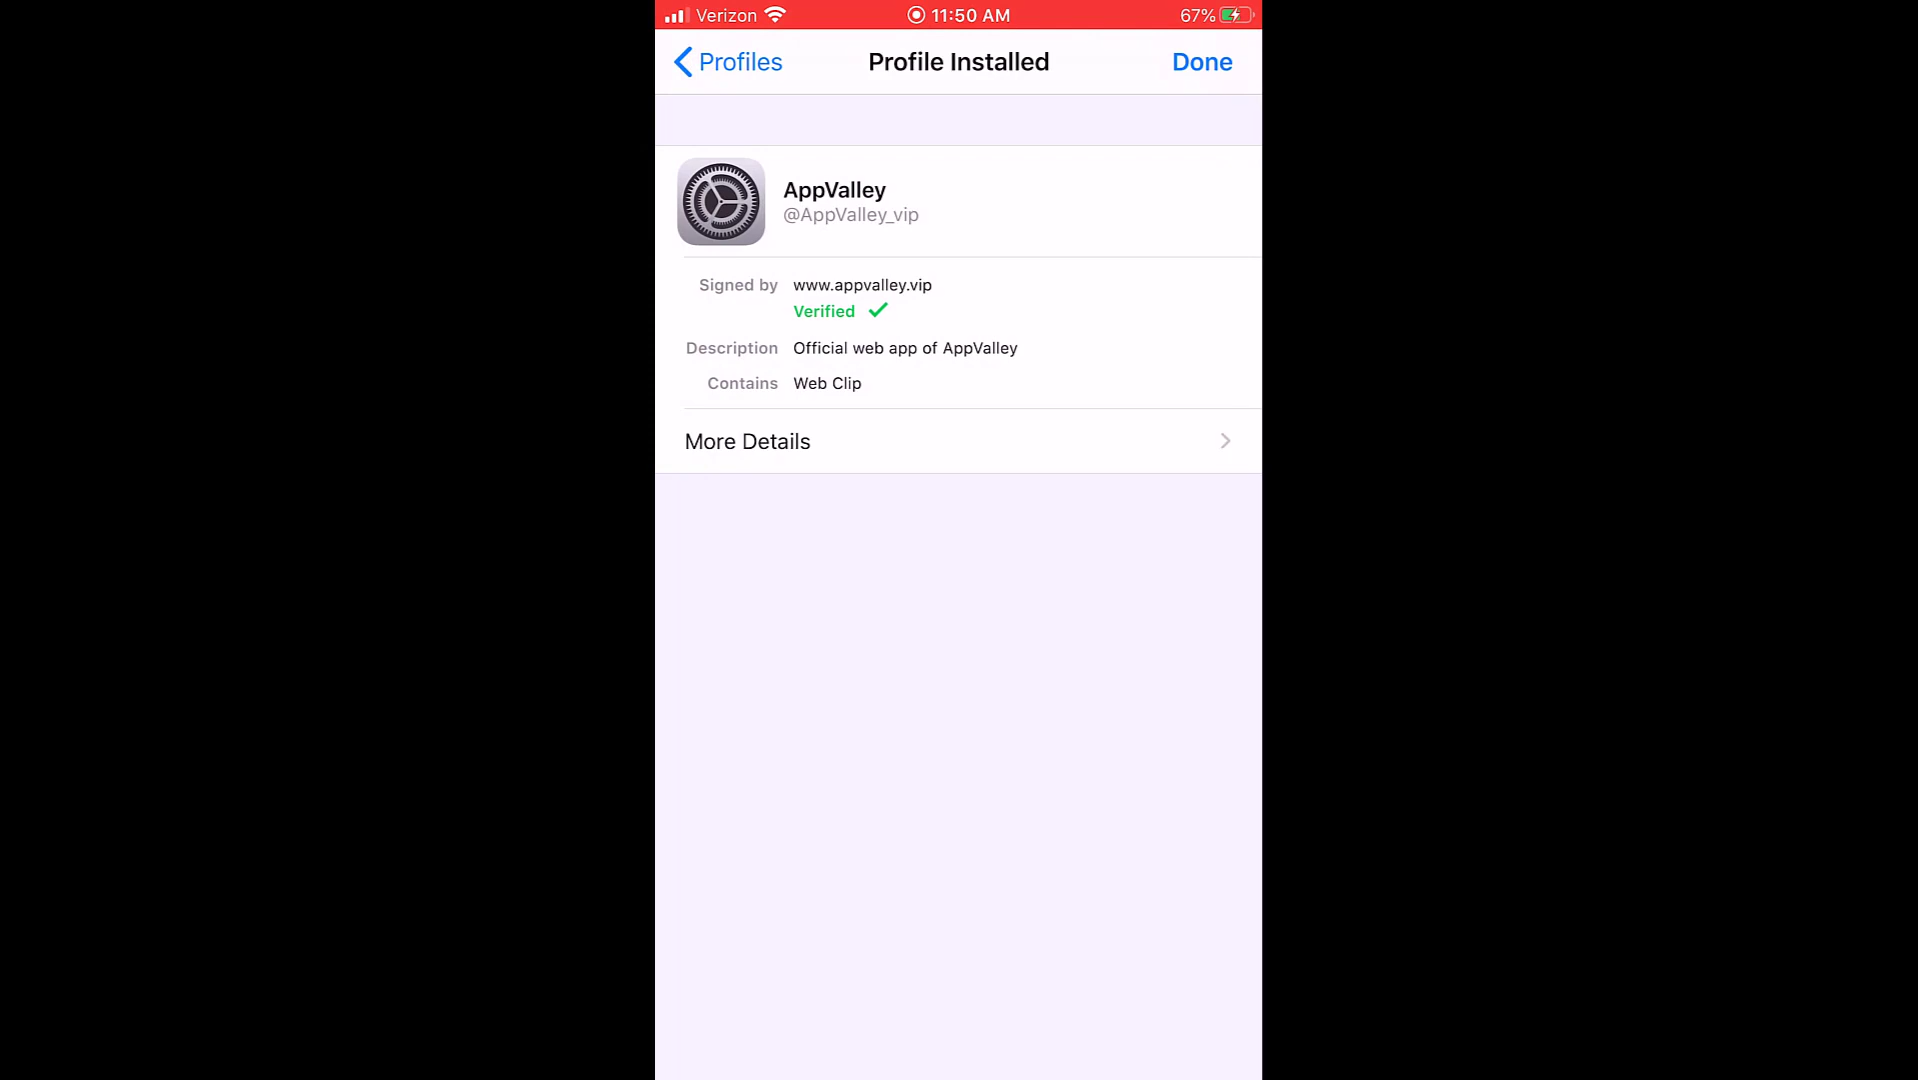 Verizon 11:50 AM 67%
Profiles Profile Installed Done
AppValley
@AppValley_vip
Signed by www.appvalley.vip
Verified
Description Official web app of AppValley
Contains Web Clip
More Details